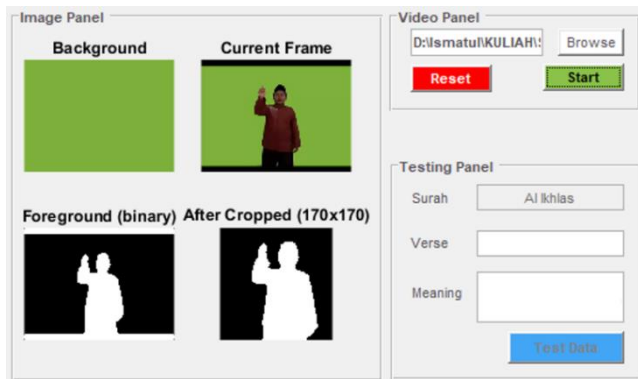 Image Panel
Background
Current Frame
Foreground (binary)
After Cropped (170x170)
Video Panel
D:\Ismatul\KULIAH\
Browse
Reset
Start
Testing Panel
Surah
Al Ikhlas
Verse
Meaning
Test Data